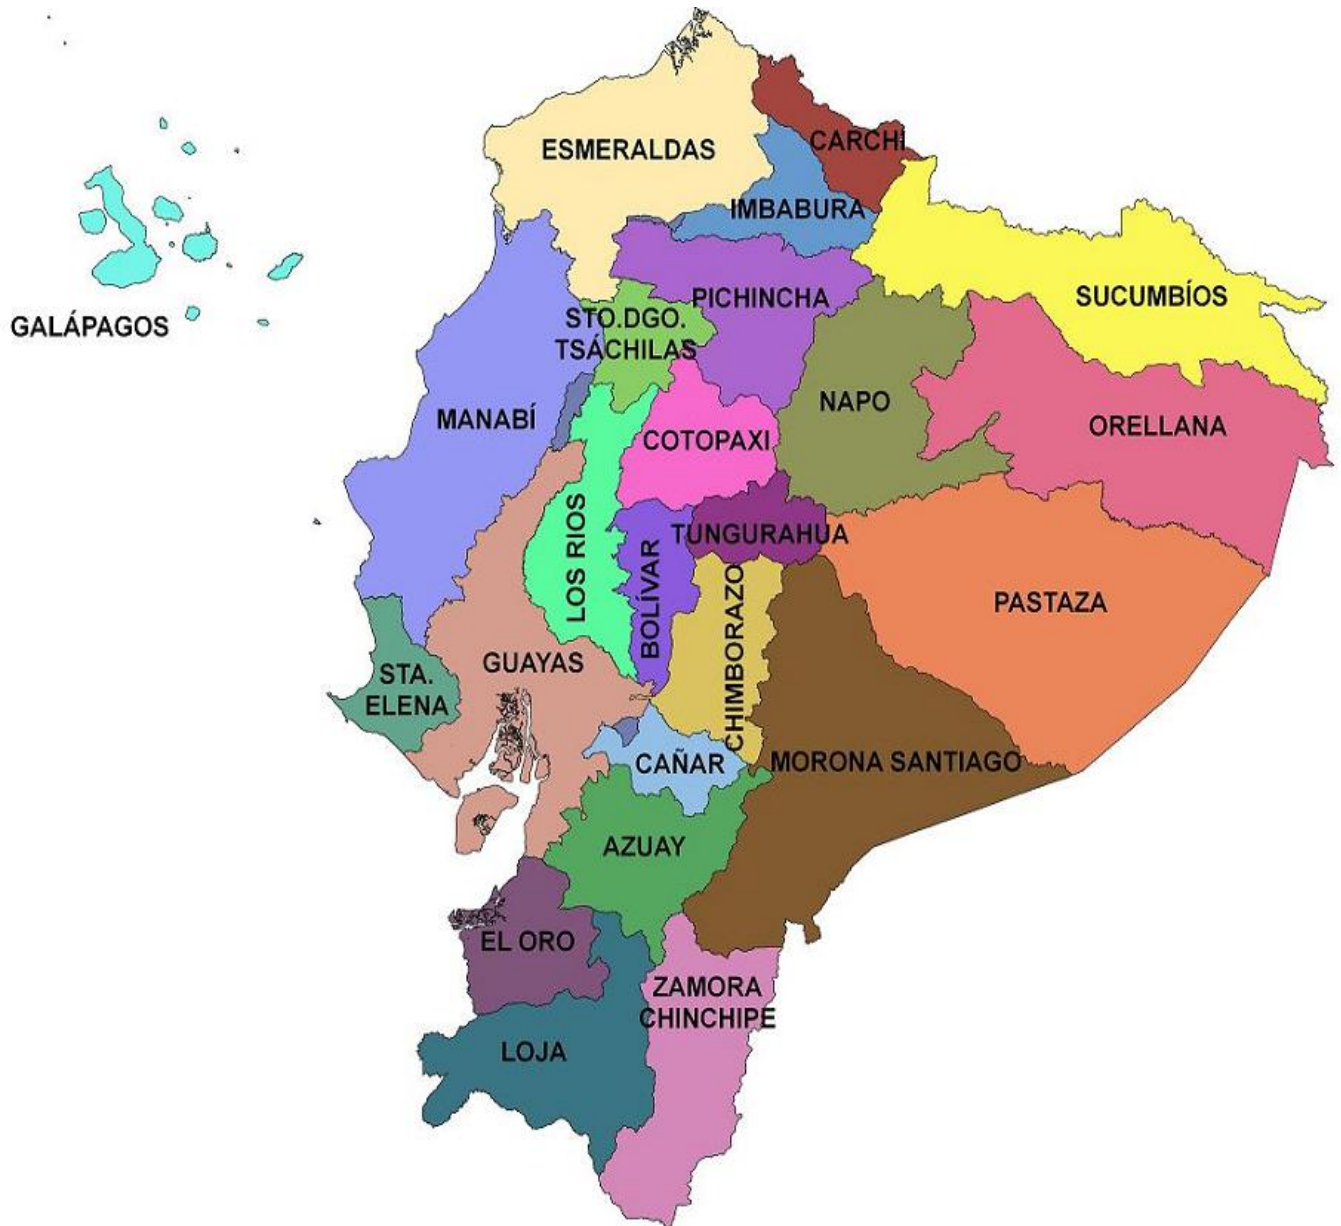 ESMERALDAS
CARCHÍ
IMBABURA
GALÁPAGOS
PICHINCHA
SUCUMBÍOS
STO.DGO.
TSÁCHILAS
MANABÍ
COTOPAXI
NAPO
ORELLANA
LOS RIOS
TUNGURAHUA
BOLÍVAR
CHIMBORAZO
PASTAZA
GUAYAS
STA.
ELENA
CAÑAR
MORONA SANTIAGO
AZUAY
EL ORO
ZAMORA
CHINCHIPE
LOJA